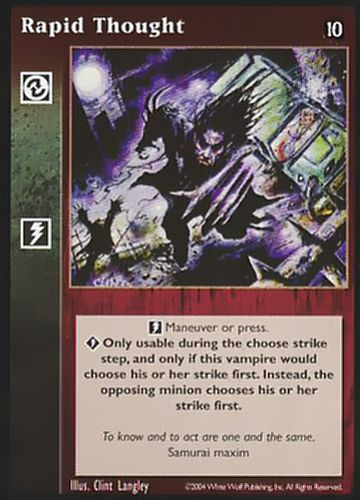 Rapid Thought
10
Maneuver or press.
Only usable during the choose strike
step, and only if this vampire would
choose his or her strike first. Instead, the
opposing minion chooses his or her
strike first.
To know and to act are one and the same.
Samurai maxim
Illus. Clint Langley
©2004 White Wolf Publishing, Inc. All Rights Reserved.